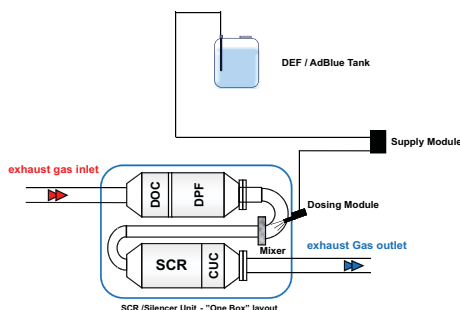 DEF / AdBlue Tank
Supply Module
exhaust gas inlet
DOC
DPF
Dosing Module
Mixer
exhaust Gas outlet
SCR
CUC
SCR /Silencer Unit - "One Box" layout